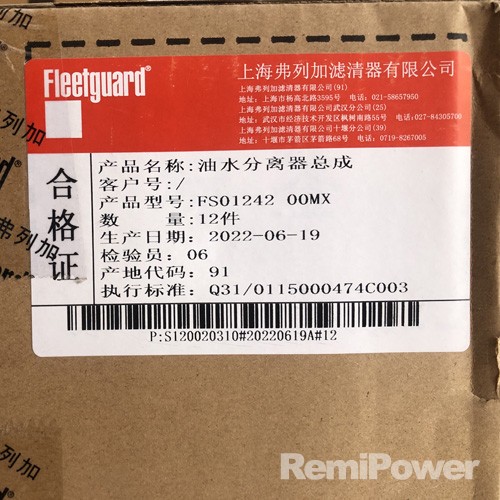 Fleetguard®
上海弗列加滤清器有限公司
上海弗列加滤清器有限公司(91)
地址：上海市杨高北路3595号 电话：021-58657950
上海弗列加滤清器有限公司武汉分公司(25)
地址：武汉市经济技术开发区枫树南路55号 电话：027-84305708
上海弗列加滤清器有限公司十堰分公司(39)
地址：十堰市茅箭区茅箭路68号 电话：0719-8267005
合格证
产品名称:油水分离器总成
客户号:/
产品型号:FS01242 00MX
数 量:12件
生产日期: 2022-06-19
检验员: 06
产地代码: 91
执行标准: Q31/0115000474C003
P:S120020310#20220619A#12
列加
弗列加
列加
RemiPower